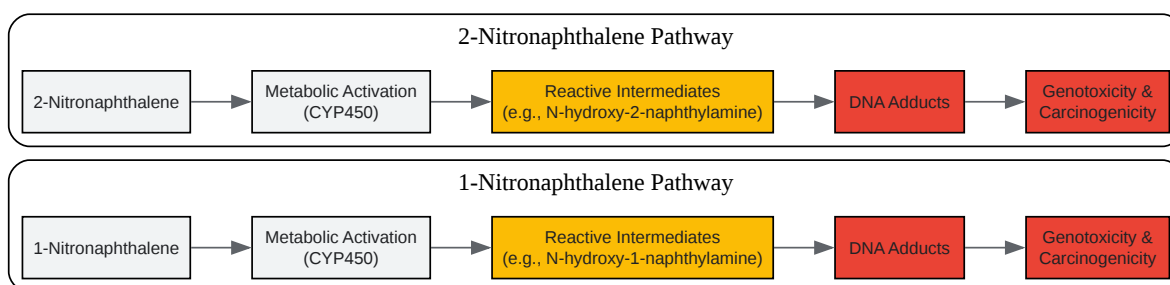 2-Nitronaphthalene Pathway
2-Nitronaphthalene
Metabolic Activation
(CYP450)
Reactive Intermediates
(e.g., N-hydroxy-2-naphthylamine)
DNA Adducts
Genotoxicity &
Carcinogenicity
1-Nitronaphthalene Pathway
1-Nitronaphthalene
Metabolic Activation
(CYP450)
Reactive Intermediates
(e.g., N-hydroxy-1-naphthylamine)
DNA Adducts
Genotoxicity &
Carcinogenicity